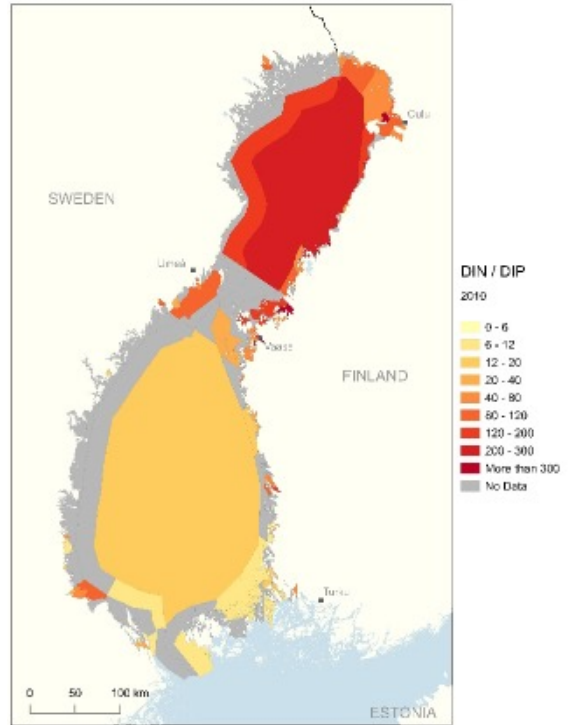 Oulu
SWEDEN
Umeå
Vaasa
FINLAND
Turku
0 50 100 km
ESTONIA
DIN / DIP
2010
0 - 6
6 - 12
12 - 20
20 - 40
40 - 80
80 - 120
120 - 200
200 - 300
More than 300
No Data